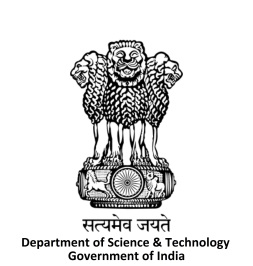 सत्यमेव जयते
Department of Science & Technology
Government of India